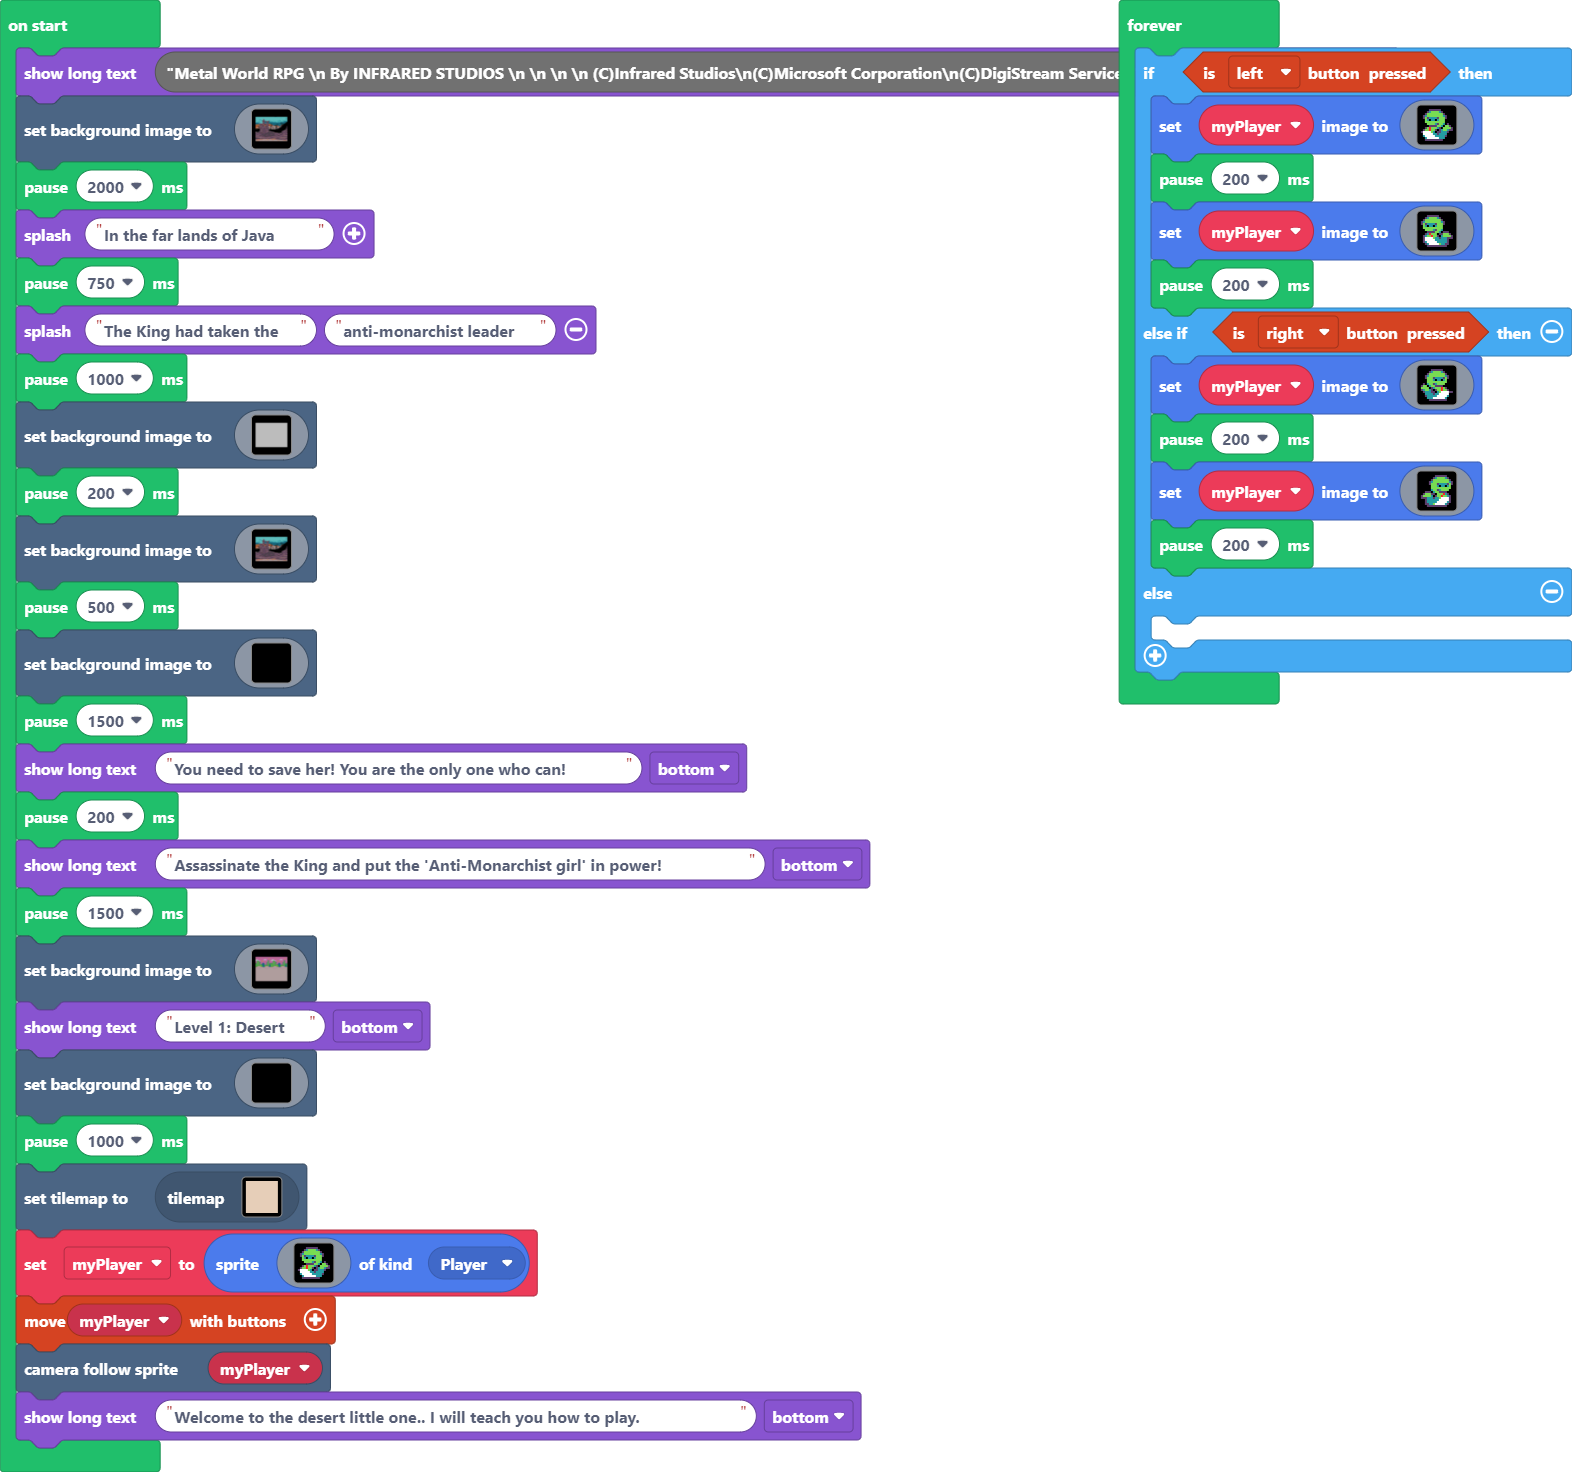 on start
show long text "Metal World RPG \n By INFRARED STUDIOS \n \n \n \n (C)Infrared Studios\n(C)Microsoft Corporation\n(C)DigiStream Service
set background image to
pause 2000 ms
splash "In the far lands of Java "
pause 750 ms
splash "The King had taken the " "anti-monarchist leader "
pause 1000 ms
set background image to
pause 200 ms
set background image to
pause 500 ms
set background image to
pause 1500 ms
show long text "You need to save her! You are the only one who can! " bottom
pause 200 ms
show long text "Assassinate the King and put the 'Anti-Monarchist girl' in power! " bottom
pause 1500 ms
set background image to
show long text "Level 1: Desert " bottom
set background image to
pause 1000 ms
set tilemap to tilemap
set myPlayer to sprite of kind Player
move myPlayer with buttons
camera follow sprite myPlayer
show long text "Welcome to the desert little one.. I will teach you how to play. " bottom
forever
if is left button pressed then
set myPlayer image to
pause 200 ms
set myPlayer image to
pause 200 ms
else if is right button pressed then
set myPlayer image to
pause 200 ms
set myPlayer image to
pause 200 ms
else